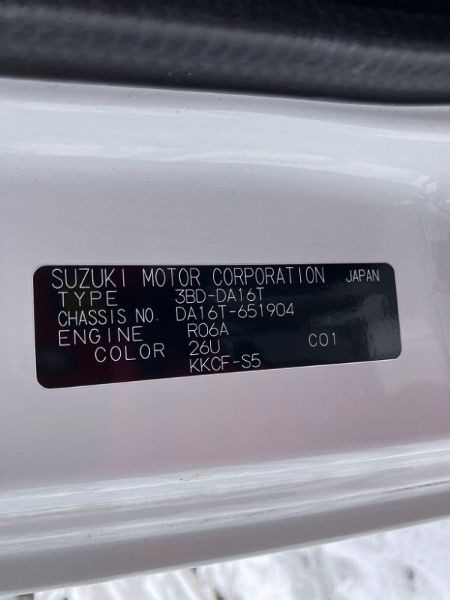 SUZUKI MOTOR CORPORATION JAPAN
TYPE 3BD-DA16T
CHASSIS NO. DA16T-651904
ENGINE R06A
COLOR 26U C01
KKCF-S5